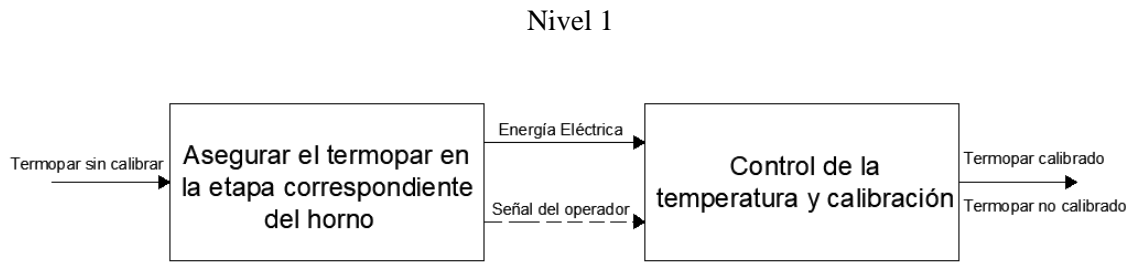 Nivel 1
Termopar sin calibrar
Asegurar el termopar en
la etapa correspondiente
del horno
Energía Eléctrica
Señal del operador
Control de la
temperatura y calibración
Termopar calibrado
Termopar no calibrado